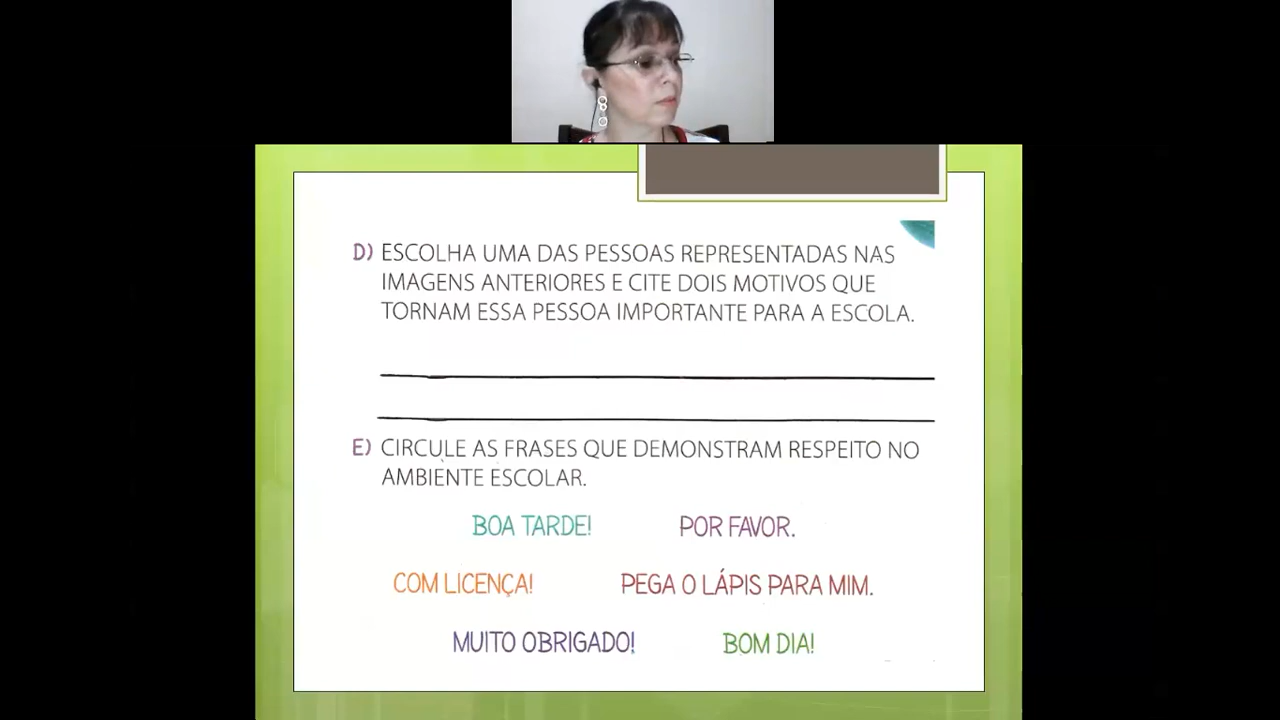 D) ESCOLHA UMA DAS PESSOAS REPRESENTADAS NAS
IMAGENS ANTERIORES E CITE DOIS MOTIVOS QUE
TORNAM ESSA PESSOA IMPORTANTE PARA A ESCOLA.
E) CIRCULE AS FRASES QUE DEMONSTRAM RESPEITO NO
AMBIENTE ESCOLAR.
BOA TARDE! POR FAVOR.
COM LICENÇA! PEGA O LÁPIS PARA MIM.
MUITO OBRIGADO! BOM DIA!